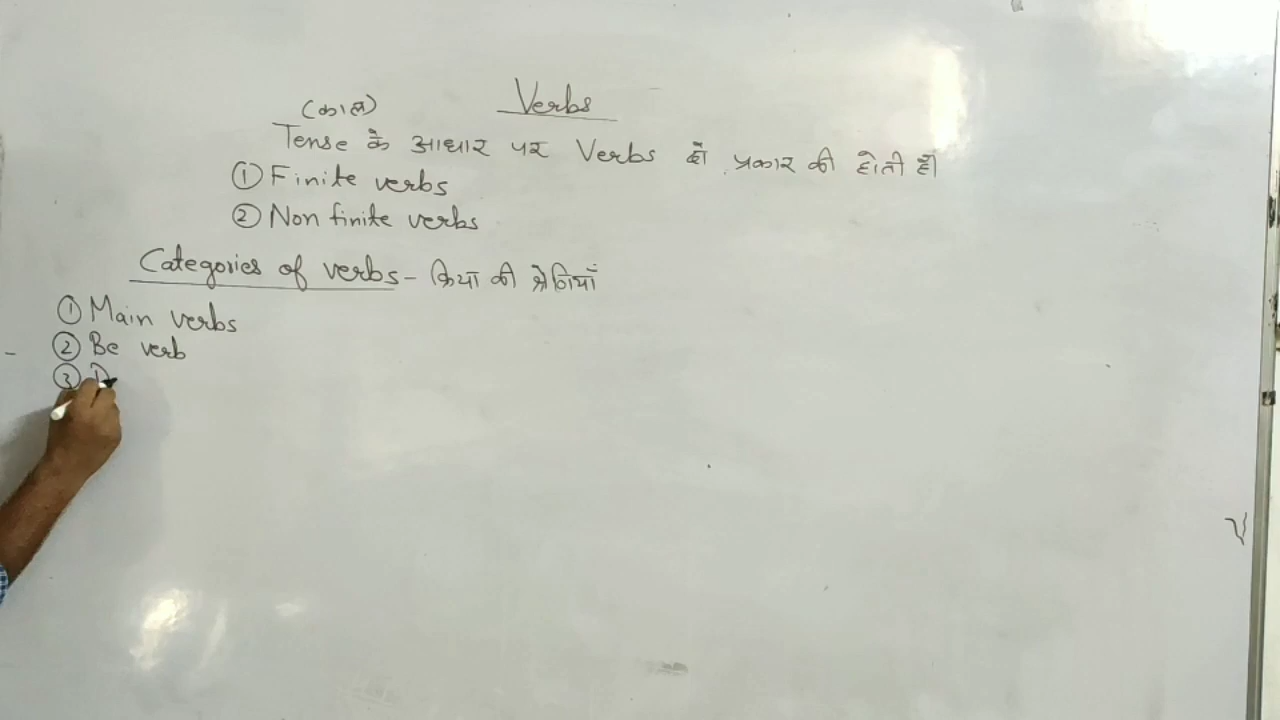 Verbs
(काल)
Tense के आधार पर Verbs दो प्रकार की होती हैं
① Finite verbs
② Non finite verbs
Categories of verbs - क्रिया की श्रेणियाँ
① Main verbs
② Be verb
③ D